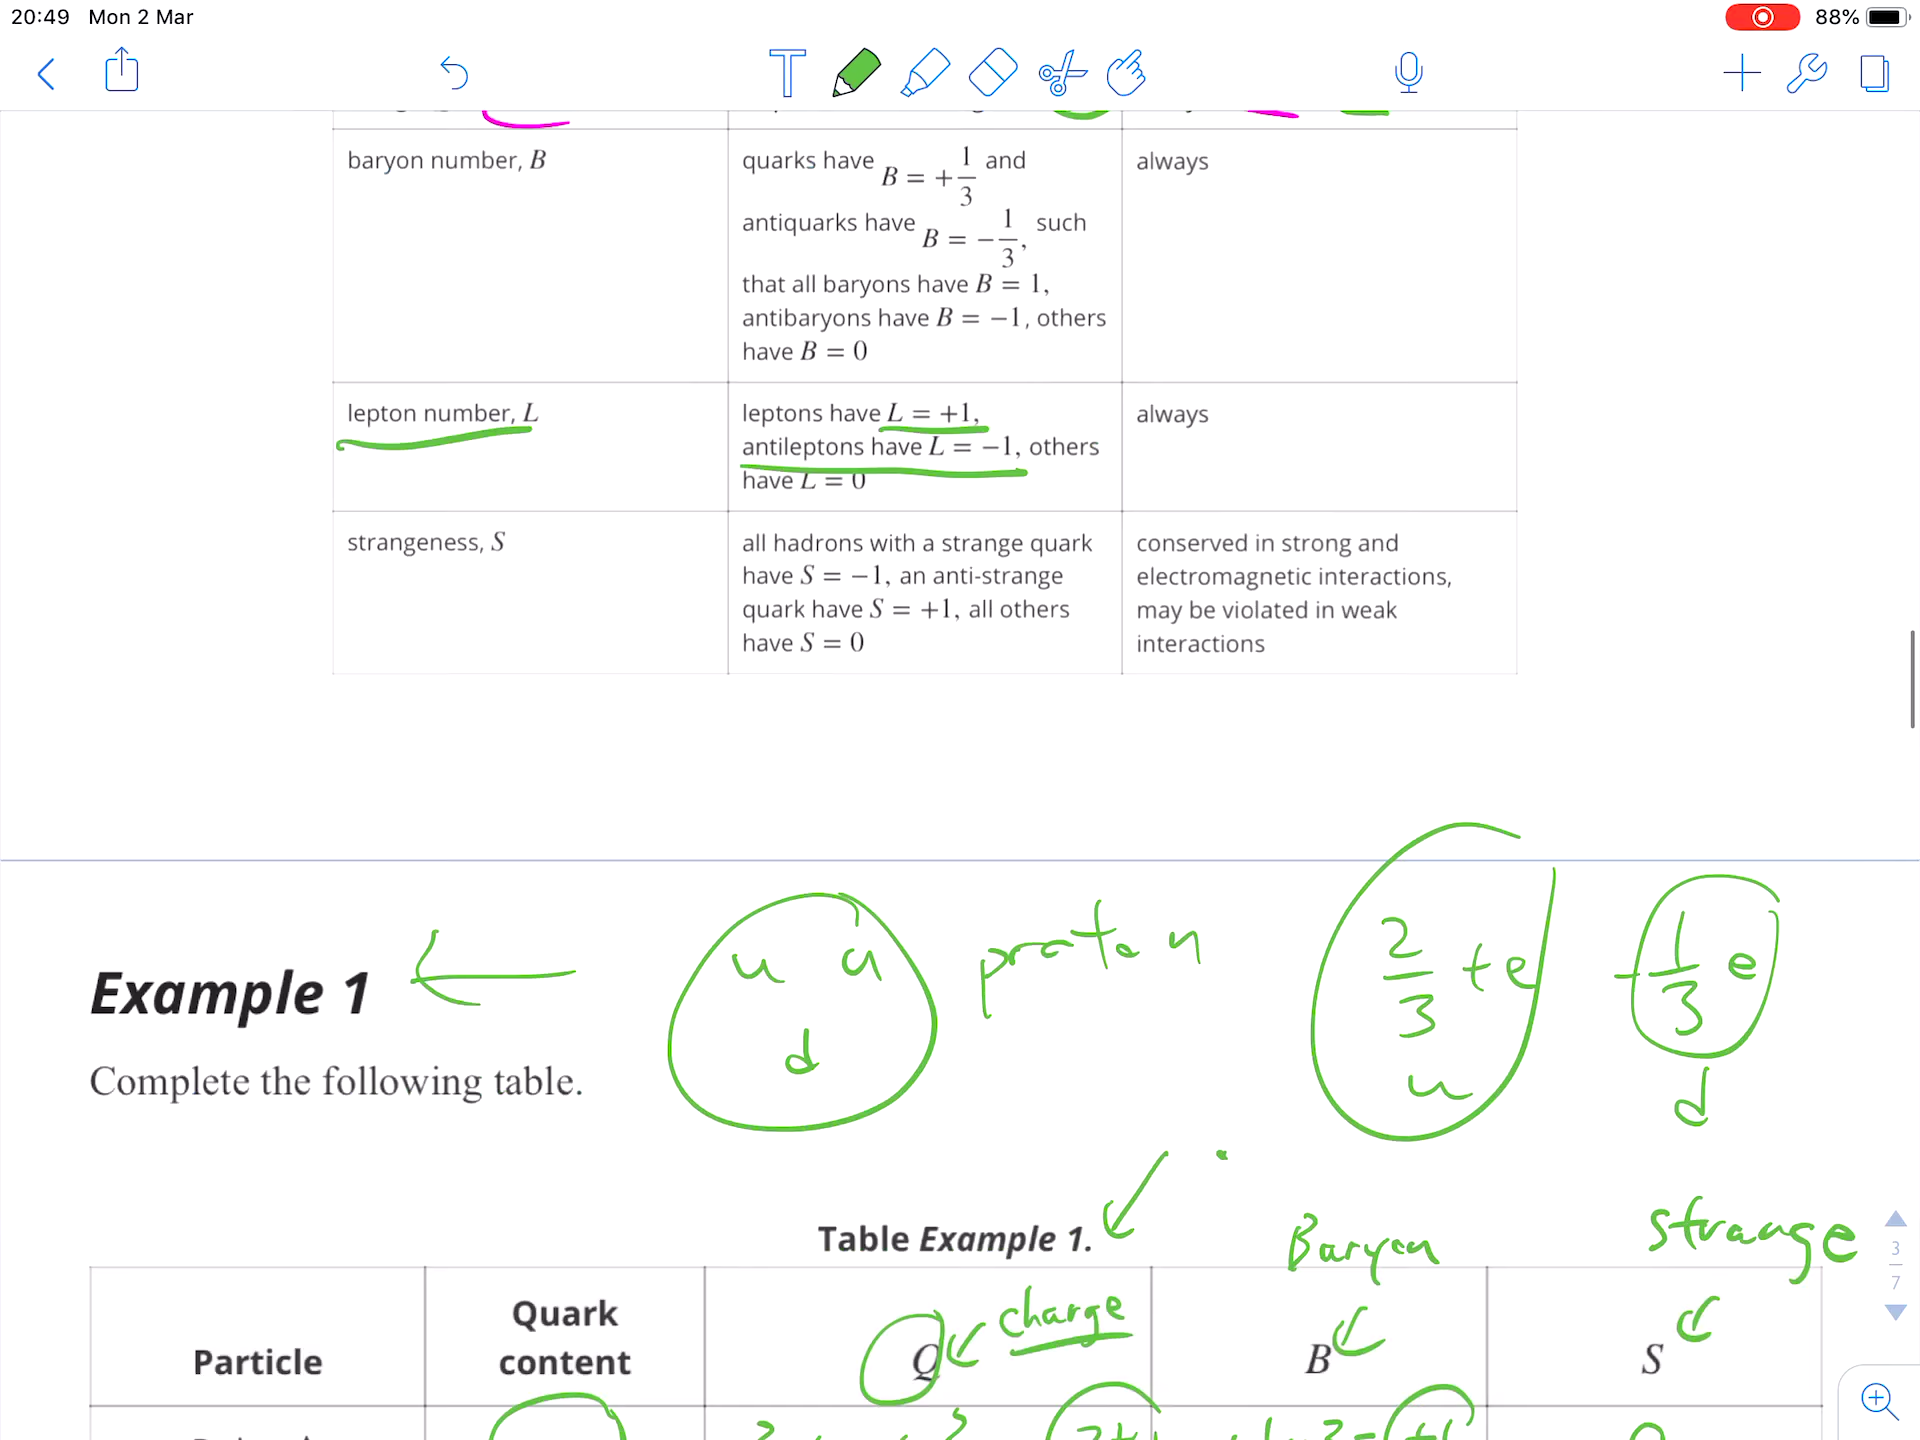 20:49 Mon 2 Mar
88%
baryon number, B
quarks have B = +1/3 and
antiquarks have B = −1/3, such
that all baryons have B = 1,
antibaryons have B = −1, others
have B = 0
always
lepton number, L
leptons have L = +1,
antileptons have L = −1, others
have L = 0
always
strangeness, S
all hadrons with a strange quark
have S = −1, an anti-strange
quark have S = +1, all others
have S = 0
conserved in strong and
electromagnetic interactions,
may be violated in weak
interactions
Example 1
u u
d
proton
2/3 +e
u
-1/3 e
d
Complete the following table.
Table Example 1.
Baryon
strange
3
7
Particle
Quark
content
Q
charge
B
S